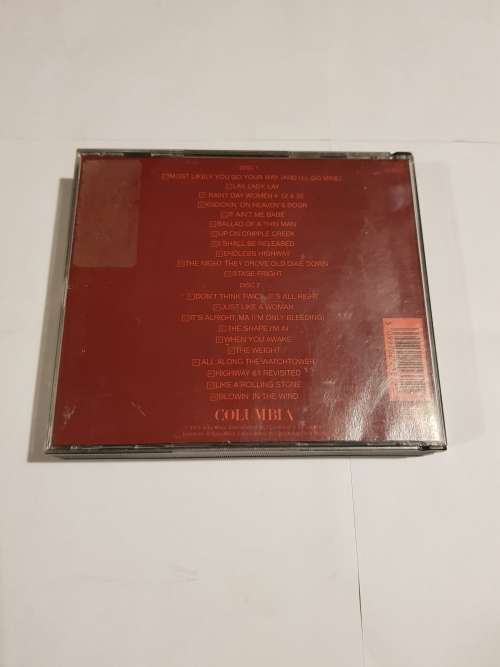 DISC 1
MOST LIKELY YOU GO YOUR WAY (AND I'LL GO MINE)
LAY, LADY, LAY
RAINY DAY WOMEN # 12 & 35
KNOCKIN' ON HEAVEN'S DOOR
IT AIN'T ME BABE
BALLAD OF A THIN MAN
UP ON CRIPPLE CREEK
I SHALL BE RELEASED
ENDLESS HIGHWAY
THE NIGHT THEY DROVE OLD DIXIE DOWN
STAGE FRIGHT
DISC 2
DON'T THINK TWICE, IT'S ALL RIGHT
JUST LIKE A WOMAN
IT'S ALRIGHT, MA (I'M ONLY BLEEDING)
THE SHAPE I'M IN
WHEN YOU AWAKE
THE WEIGHT
ALL ALONG THE WATCHTOWER
HIGHWAY 61 REVISITED
LIKE A ROLLING STONE
BLOWIN' IN THE WIND
COLUMBIA